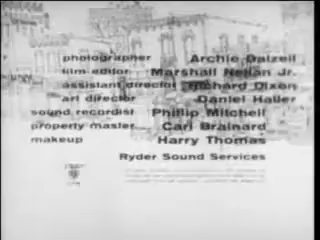 photographer Archie Dalzell
film editor Marshall Neilan Jr.
assistant director Richard Dixon
art director Daniel Haller
sound recordist Phillip Mitchell
property master Carl Brainard
makeup Harry Thomas
Ryder Sound Services